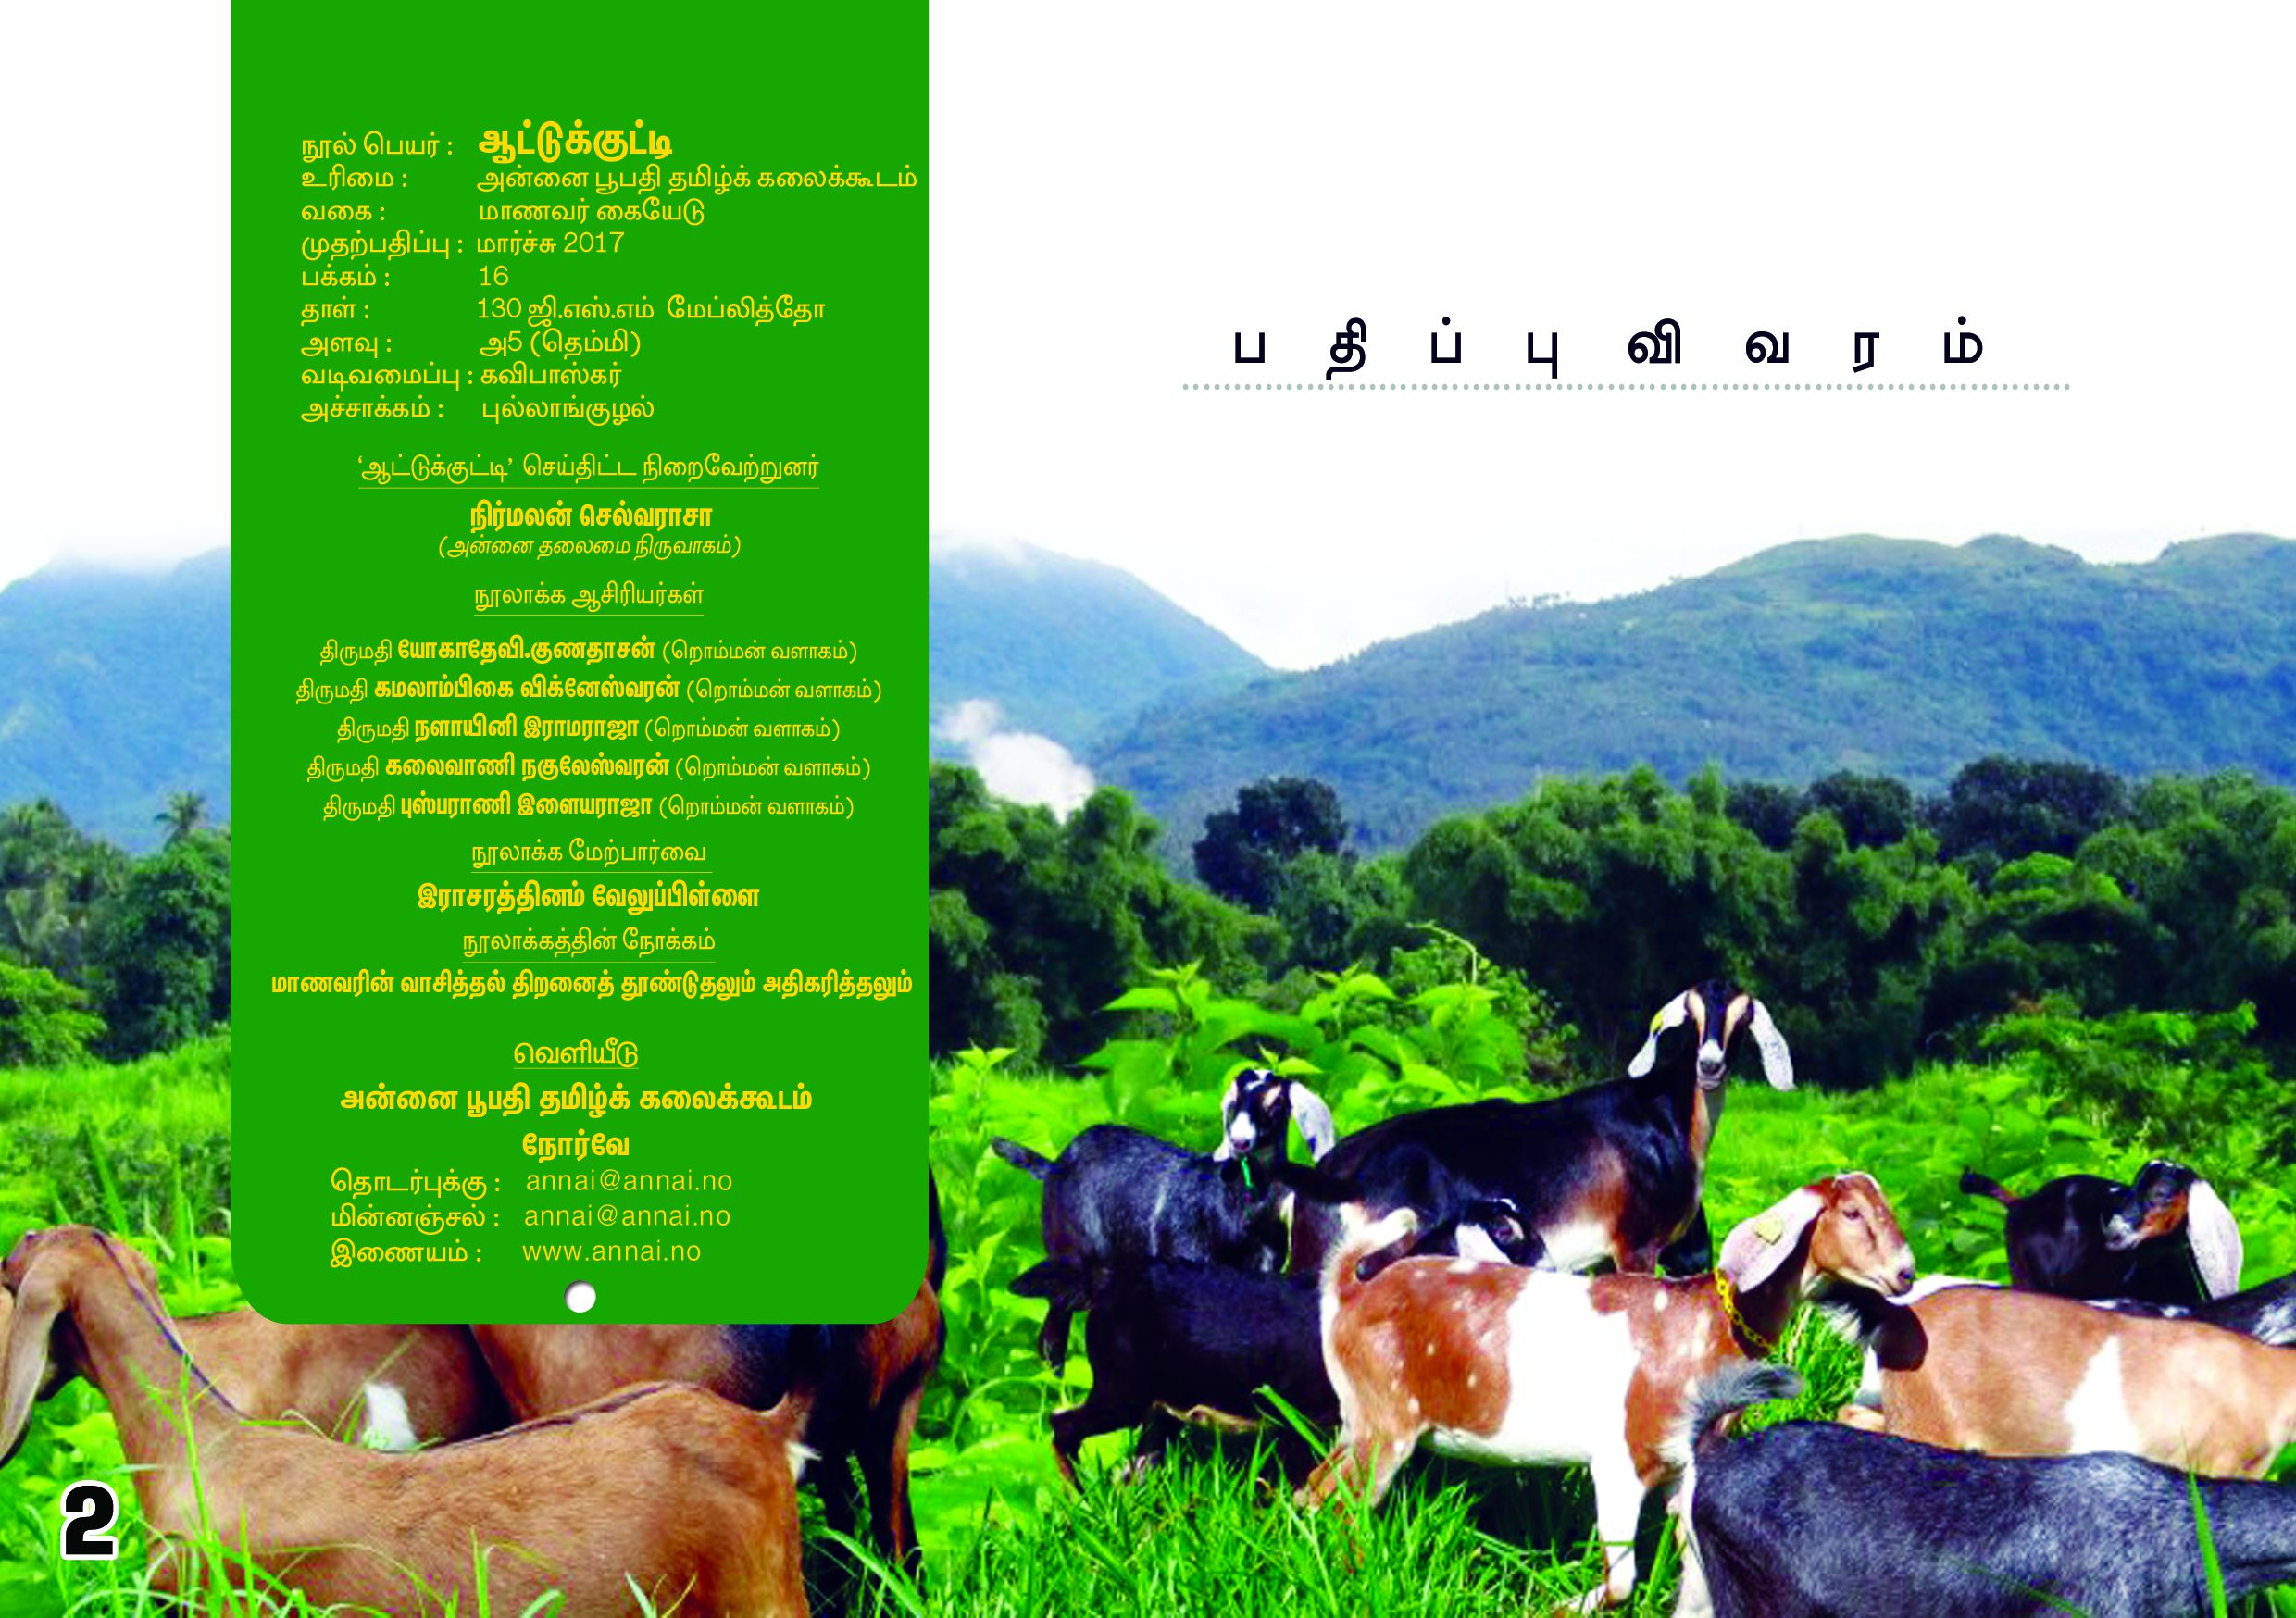 நூல் பெயர் : ஆட்டுக்குட்டி
உரிமை : அன்னை பூபதி தமிழ்க் கலைக்கூடம்
வகை : மாணவர் கையேடு
முதற்பதிப்பு : மார்ச்சு 2017
பக்கம் : 16
தாள் : 130 ஜி.எஸ்.எம் மேப்லித்தோ
அளவு : அ5 (தெம்மி)
வடிவமைப்பு : கவிபாஸ்கர்
அச்சாக்கம் : புல்லாங்குழல்
‘ஆட்டுக்குட்டி’ செய்திட்ட நிறைவேற்றுனர்
நிர்மலன் செல்வராசா
(அன்னை தலைமை நிருவாகம்)
நூலாக்க ஆசிரியர்கள்
திருமதி யோகாதேவி.குணதாசன் (றொம்மன் வளாகம்)
திருமதி கமலாம்பிகை விக்னேஸ்வரன் (றொம்மன் வளாகம்)
திருமதி நளாயினி இராமராஜா (றொம்மன் வளாகம்)
திருமதி கலைவாணி நகுலேஸ்வரன் (றொம்மன் வளாகம்)
திருமதி புஸ்பராணி இளையராஜா (றொம்மன் வளாகம்)
நூலாக்க மேற்பார்வை
இராசரத்தினம் வேலுப்பிள்ளை
நூலாக்கத்தின் நோக்கம்
மாணவரின் வாசித்தல் திறனைத் தூண்டுதலும் அதிகரித்தலும்
வெளியீடு
அன்னை பூபதி தமிழ்க் கலைக்கூடம்
நோர்வே
தொடர்புக்கு : annai@annai.no
மின்னஞ்சல் : annai@annai.no
இணையம் : www.annai.no
2
பதிப்புவிவரம்